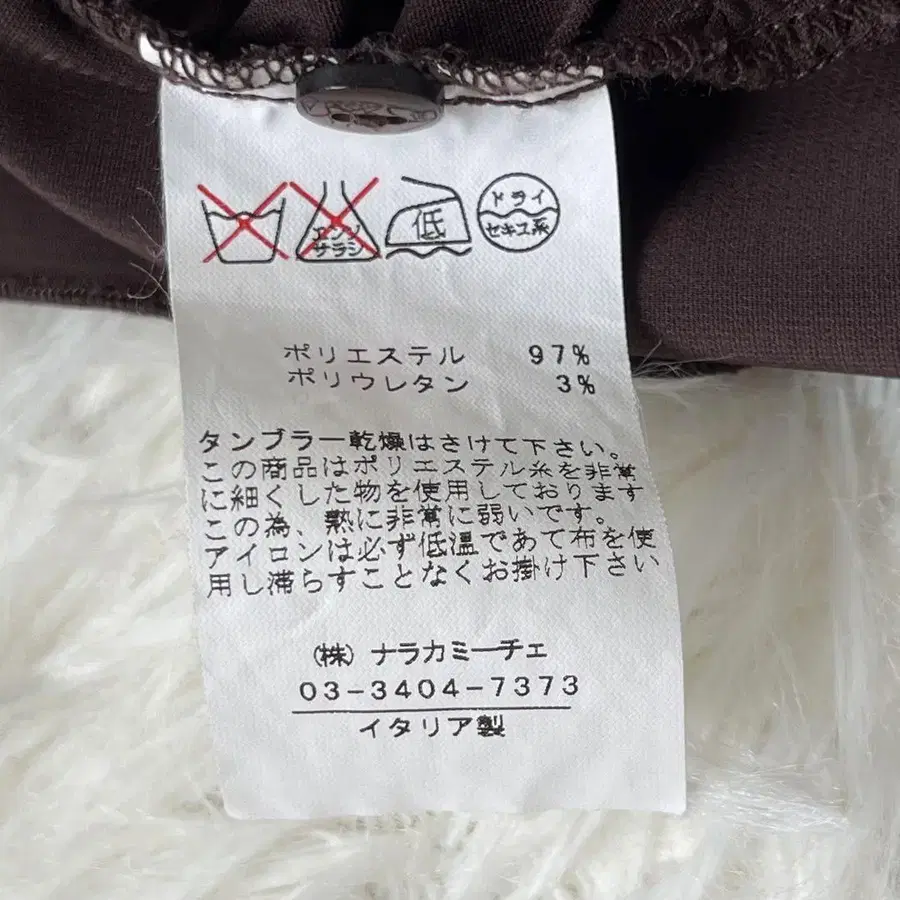 エンソ
サラシ
低
ドライ
セキユ系
ポリエステル 97%
ポリウレタン 3%
タンブラー乾燥はさけて下さい。
この商品はポリエステル糸を非常
に細くした物を使用しております
この為、熱に非常に弱いです。
アイロンは必ず低温であて布を使
用し滞らすことなくお掛け下さい
(株) ナラカミーチェ
03-3404-7373
イタリア製